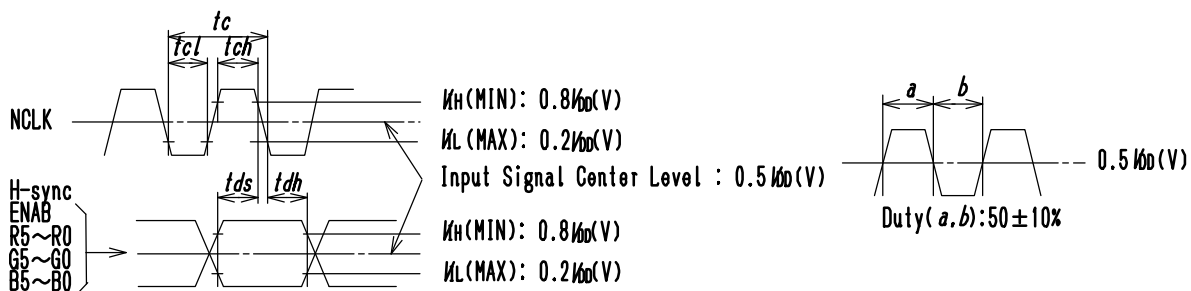 tc
tcl tch
NCLK
VIH(MIN): 0.8VDD(V)
VIL(MAX): 0.2VDD(V)
Input Signal Center Level : 0.5VDD(V)
tds tdh
H-sync
ENAB
R5～R0
G5～G0
B5～B0
VIH(MIN): 0.8VDD(V)
VIL(MAX): 0.2VDD(V)
a b
0.5VDD(V)
Duty(a,b):50±10%